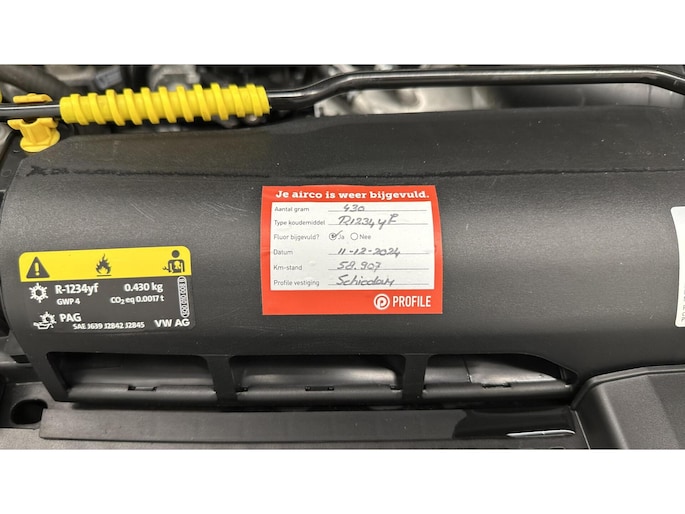 Je airco is weer bijgevuld.
Aantal gram 430
Type koudemiddel R1234yF
Fluor bijgevuld? Ja Nee
Datum 11-12-2024
Km-stand 58.907
Profile vestiging Schiedam
PROFILE
R-1234yf 0.430 kg
GWP 4 CO2 eq 0.0017 t
PAG
SAE J639 J2842 J2845 VW AG